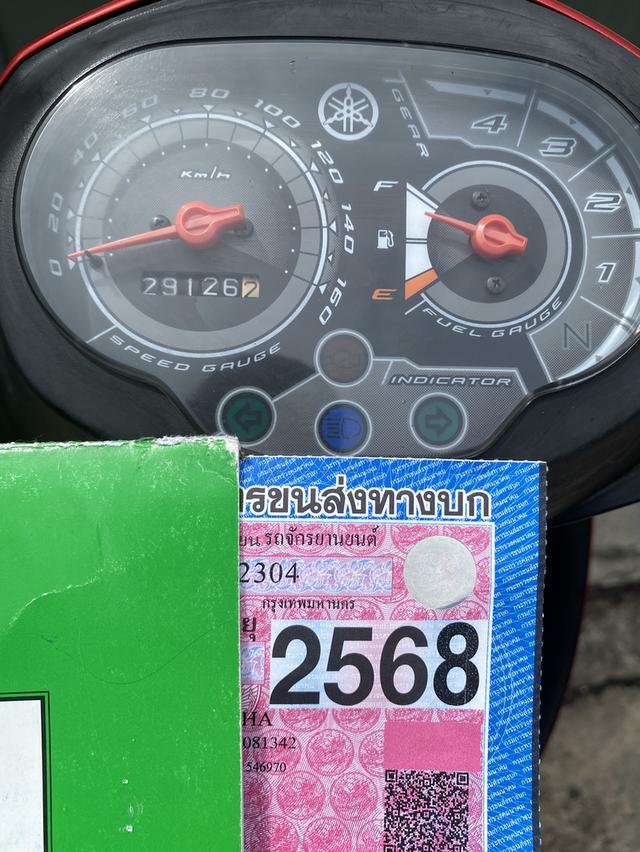 0 20 40 60 80 100 120 140 160
km/h
291262
SPEED GAUGE
GEAR
4
3
2
1
N
F
E
FUEL GAUGE
INDICATOR
รขนส่งทางบก
รถจักรยานยนต์
2304
กรุงเทพมหานคร
2568
HA
081342
546970